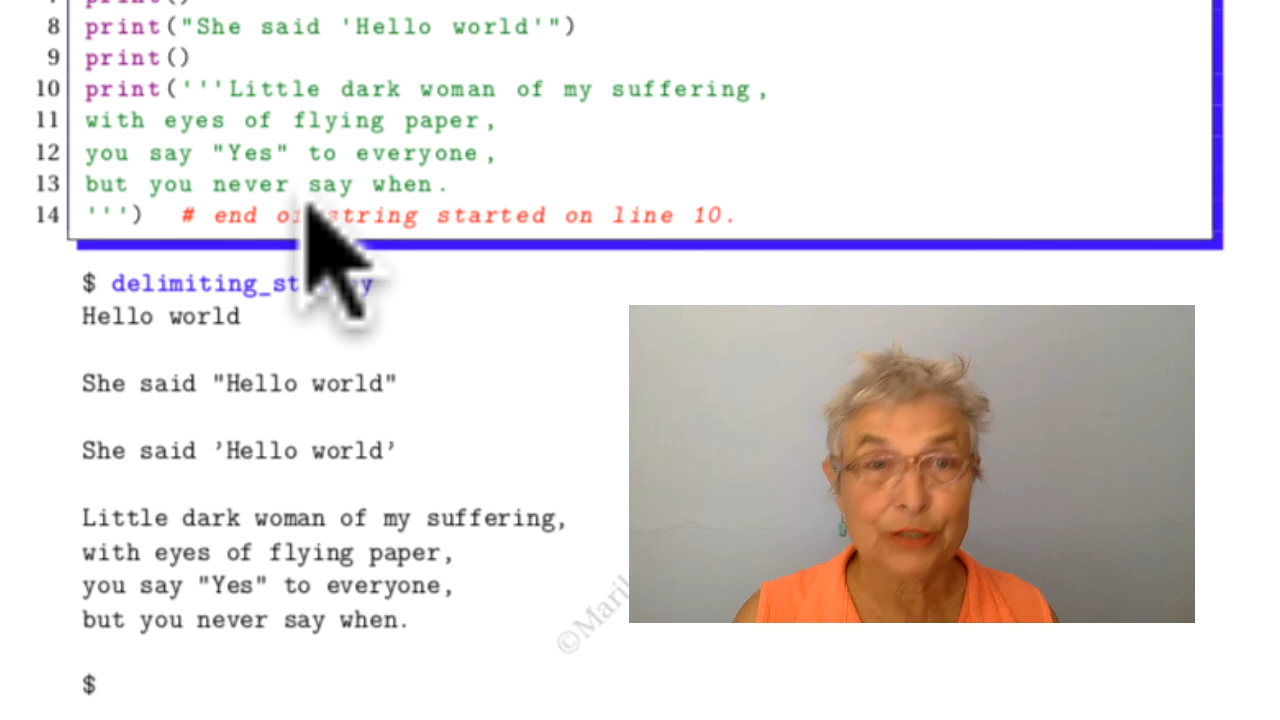 7 print()
8 print("She said 'Hello world'")
9 print()
10 print('''Little dark woman of my suffering,
11 with eyes of flying paper,
12 you say "Yes" to everyone,
13 but you never say when.
14 ''') # end of string started on line 10.
$
Hello world
She said "Hello world"
She said ’Hello world’
Little dark woman of my suffering,
with eyes of flying paper,
you say "Yes" to everyone,
but you never say when.
$